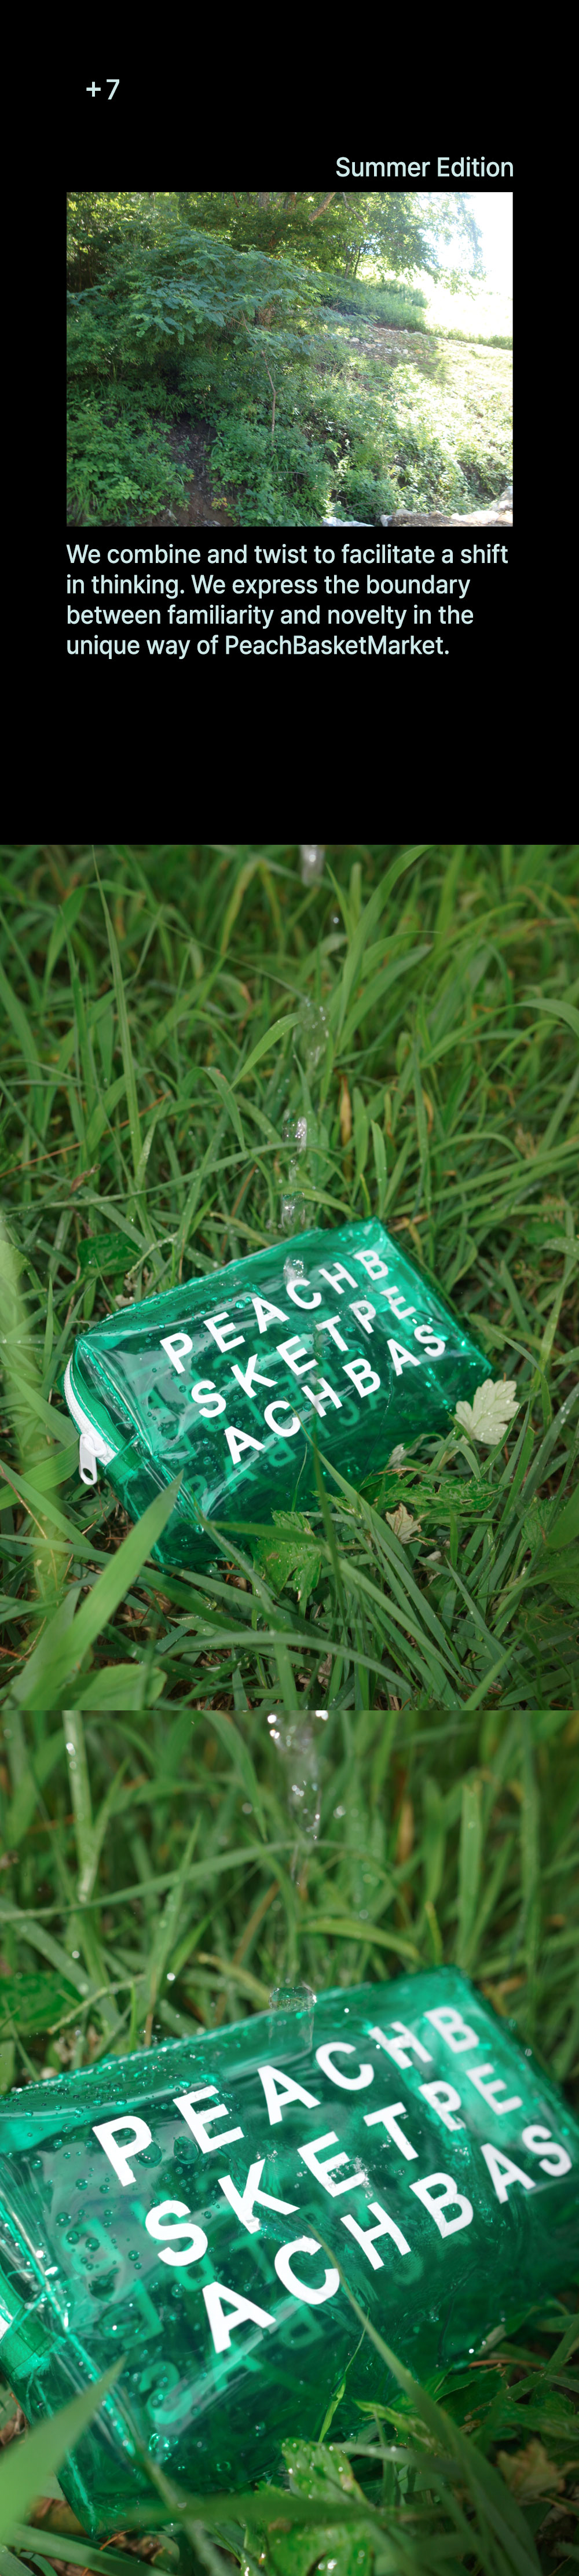 +7
Summer Edition
We combine and twist to facilitate a shift
in thinking. We express the boundary
between familiarity and novelty in the
unique way of PeachBasketMarket.
PEACHB
SKETPE
ACHBAS
PEACHB
SKETPE
ACHBAS